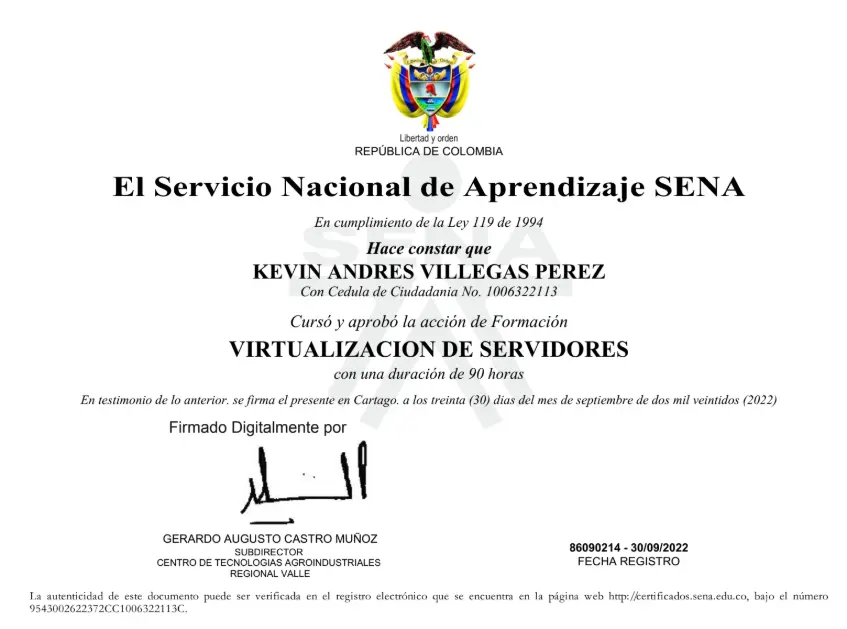 Libertad y orden
REPÚBLICA DE COLOMBIA
El Servicio Nacional de Aprendizaje SENA
En cumplimiento de la Ley 119 de 1994
Hace constar que
KEVIN ANDRES VILLEGAS PEREZ
Con Cedula de Ciudadania No. 1006322113
Cursó y aprobó la acción de Formación
VIRTUALIZACION DE SERVIDORES
con una duración de 90 horas
En testimonio de lo anterior. se firma el presente en Cartago. a los treinta (30) dias del mes de septiembre de dos mil veintidos (2022)
Firmado Digitalmente por
GERARDO AUGUSTO CASTRO MUÑOZ
SUBDIRECTOR
CENTRO DE TECNOLOGIAS AGROINDUSTRIALES
REGIONAL VALLE
86090214 - 30/09/2022
FECHA REGISTRO
La autenticidad de este documento puede ser verificada en el registro electrónico que se encuentra en la página web http://certificados.sena.edu.co, bajo el número
9543002622372CC1006322113C.
SENA